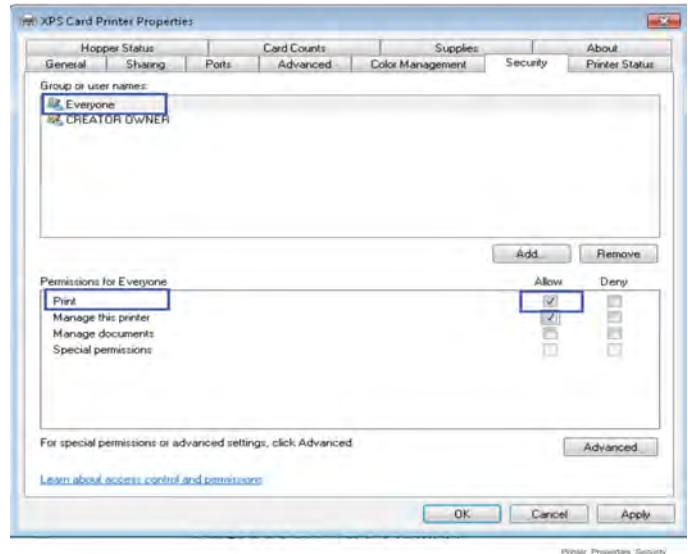 XPS Card Printer Properties
Hopper Status Card Counts Supplies About
General Sharing Ports Advanced Color Management Security Printer Status
Group or user names:
Everyone
CREATOR OWNER
Add... Remove
Permissions for Everyone Allow Deny
Print
Manage this printer
Manage documents
Special permissions
For special permissions or advanced settings, click Advanced.
Advanced
Learn about access control and permissions
OK Cancel Apply
Printer Properties Security